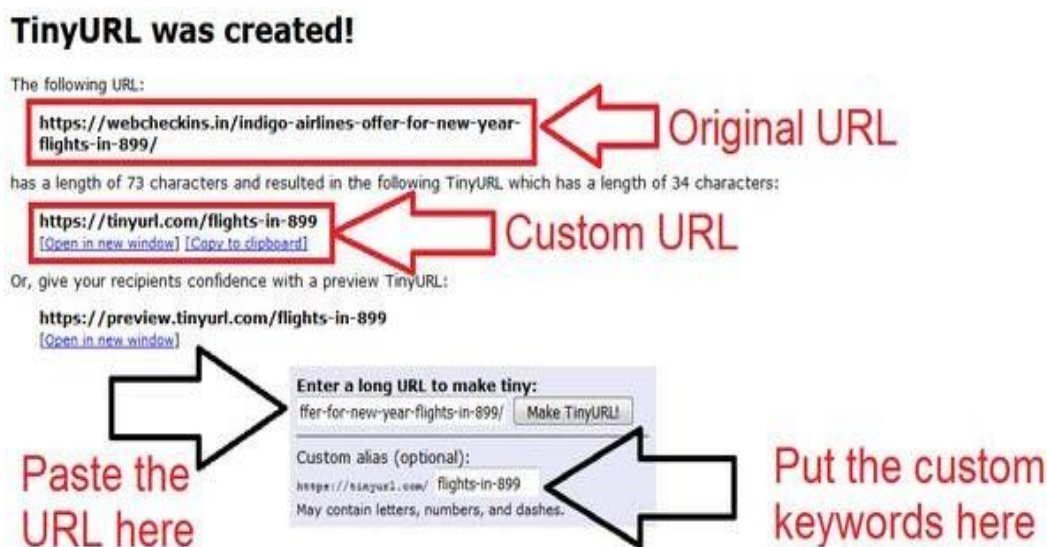 TinyURL was created!
The following URL:
https://webcheckins.in/indigo-airlines-offer-for-new-year-
flights-in-899/
Original URL
has a length of 73 characters and resulted in the following TinyURL which has a length of 34 characters:
https://tinyurl.com/flights-in-899
[Open in new window] [Copy to clipboard]
Custom URL
Or, give your recipients confidence with a preview TinyURL:
https://preview.tinyurl.com/flights-in-899
[Open in new window]
Enter a long URL to make tiny:
ffer-for-new-year-flights-in-899/ Make TinyURL!
Custom alias (optional):
https://tinyurl.com/ flights-in-899
May contain letters, numbers, and dashes.
Paste the
URL here
Put the custom
keywords here